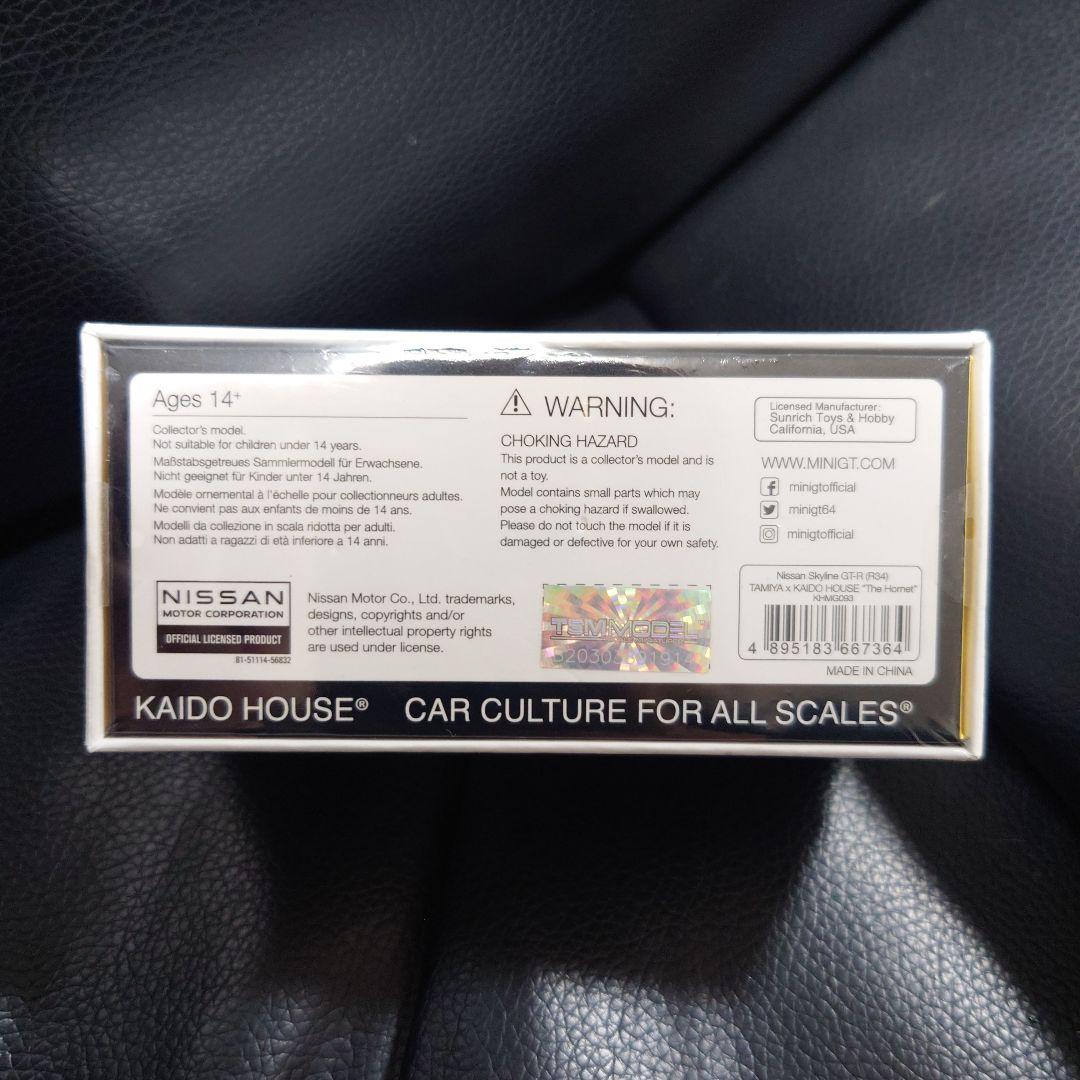 Ages 14+
Collector's model.
Not suitable for children under 14 years.
Maßstabsgetreues Sammlermodell für Erwachsene.
Nicht geeignet für Kinder unter 14 Jahren.
Modèle ornemental à l'échelle pour collectionneurs adultes.
Ne convient pas aux enfants de moins de 14 ans.
Modelli da collezione in scala ridotta per adulti.
Non adatti a ragazzi di età inferiore a 14 anni.
NISSAN
MOTOR CORPORATION
OFFICIAL LICENSED PRODUCT
81-51114-56832
Nissan Motor Co., Ltd. trademarks,
designs, copyrights and/or
other intellectual property rights
are used under license.
WARNING:
CHOKING HAZARD
This product is a collector's model and is
not a toy.
Model contains small parts which may
pose a choking hazard if swallowed.
Please do not touch the model if it is
damaged or defective for your own safety.
TSM MODEL
Licensed Manufacturer:
Sunrich Toys & Hobby
California, USA
WWW.MINIGT.COM
minigtofficial
minigt64
minigtofficial
Nissan Skyline GT-R (R34)
TAMIYA x KAIDO HOUSE "The Hornet"
KHMG093
4 895183 667364
MADE IN CHINA
KAIDO HOUSE® CAR CULTURE FOR ALL SCALES®